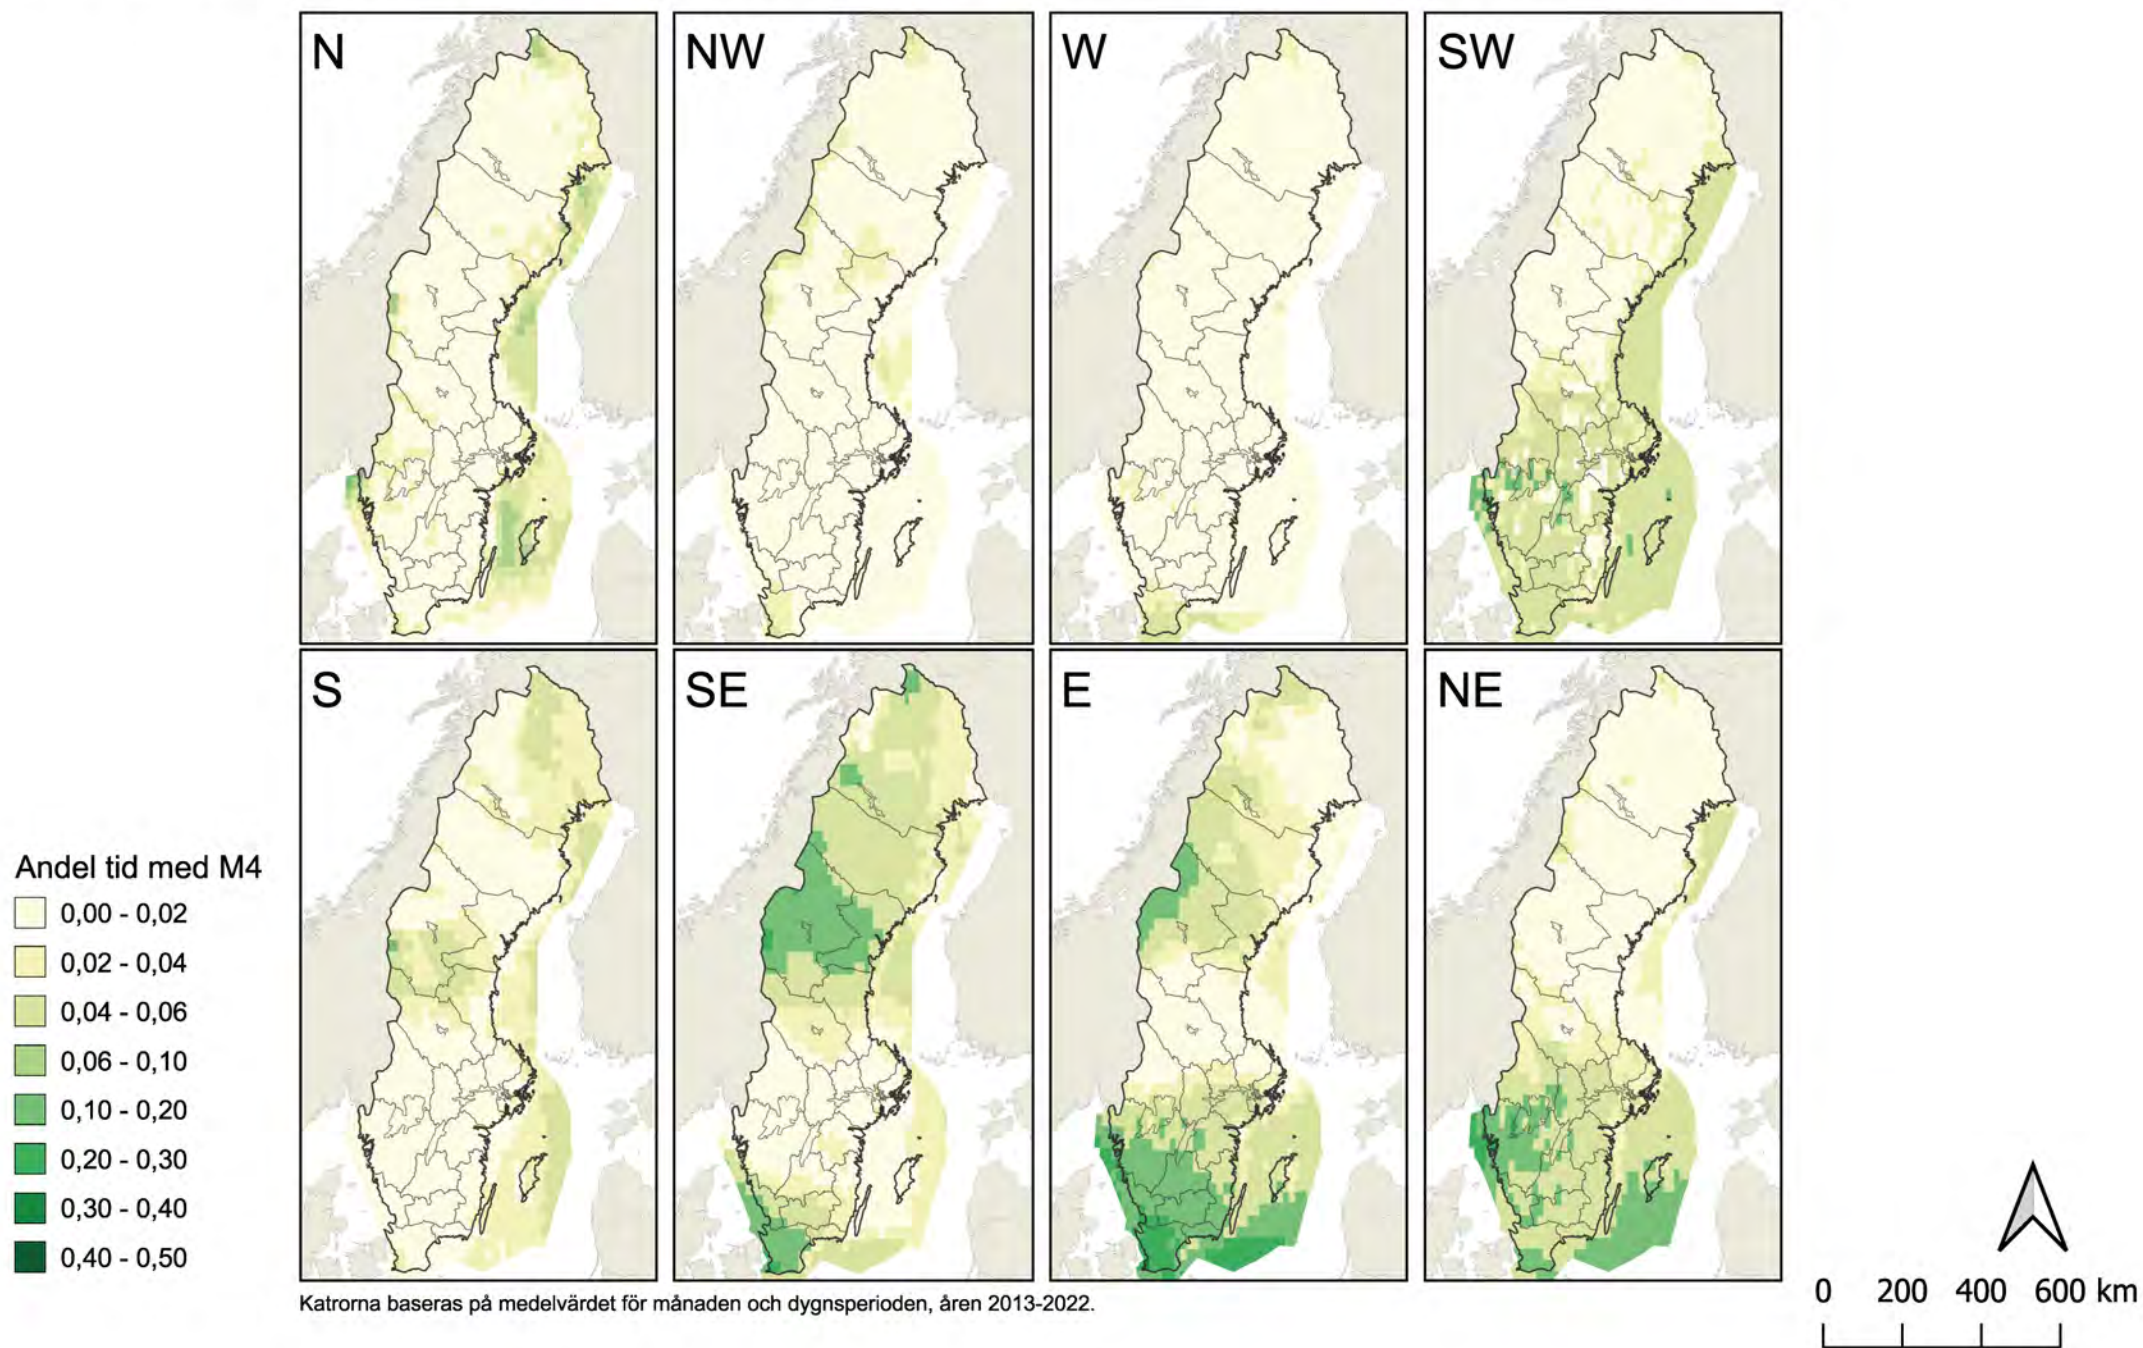 N
NW
W
SW
S
SE
E
NE
Andel tid med M4
0,00 - 0,02
0,02 - 0,04
0,04 - 0,06
0,06 - 0,10
0,10 - 0,20
0,20 - 0,30
0,30 - 0,40
0,40 - 0,50
Katrorna baseras på medelvärdet för månaden och dygnsperioden, åren 2013-2022.
0 200 400 600 km